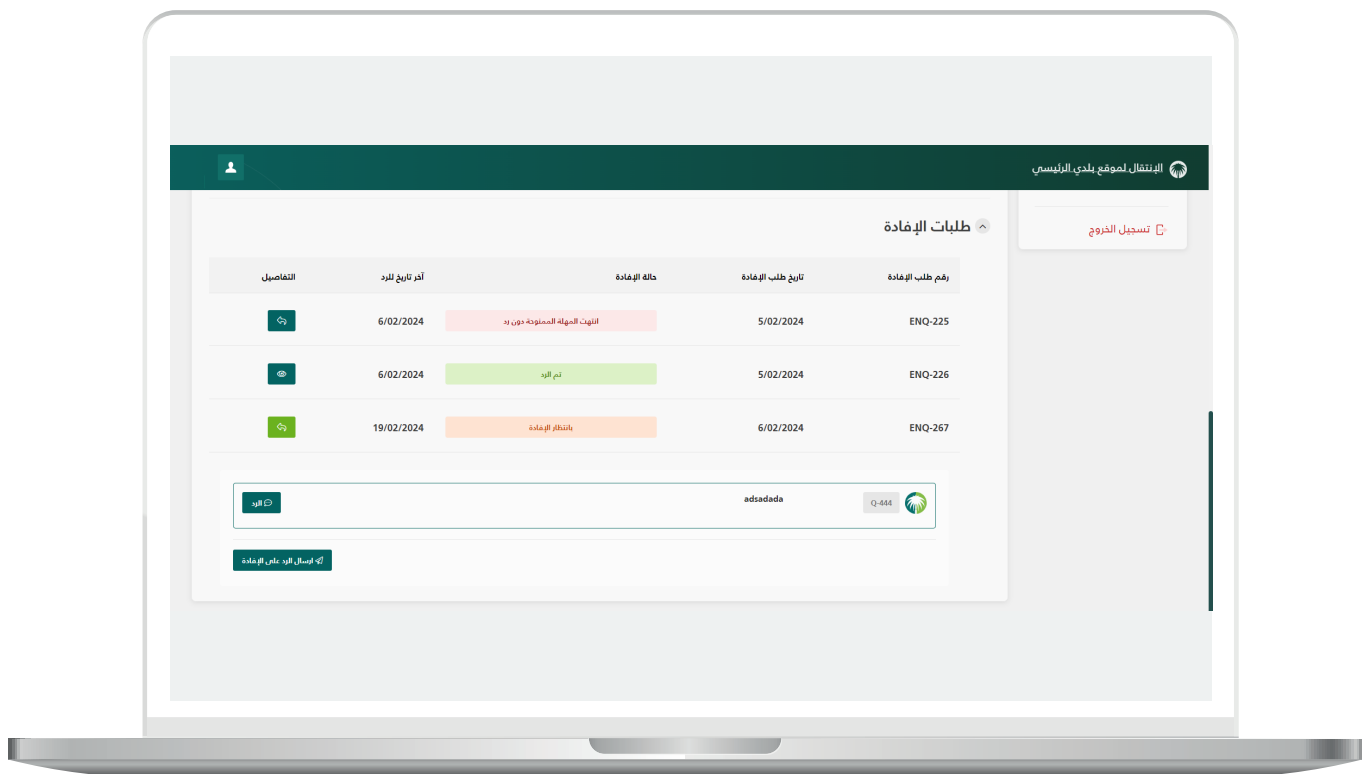 الإنتقال لموقع بلدي الرئيسي
تسجيل الخروج
طلبات الإفادة
رقم طلب الإفادة تاريخ طلب الإفادة حالة الإفادة آخر تاريخ للرد التفاصيل
ENQ-225 5/02/2024 انتهت المهلة الممنوحة دون رد 6/02/2024
ENQ-226 5/02/2024 تم الرد 6/02/2024
ENQ-267 6/02/2024 بانتظار الإفادة 19/02/2024
Q-444 adsadada الرد
ارسال الرد على الإفادة